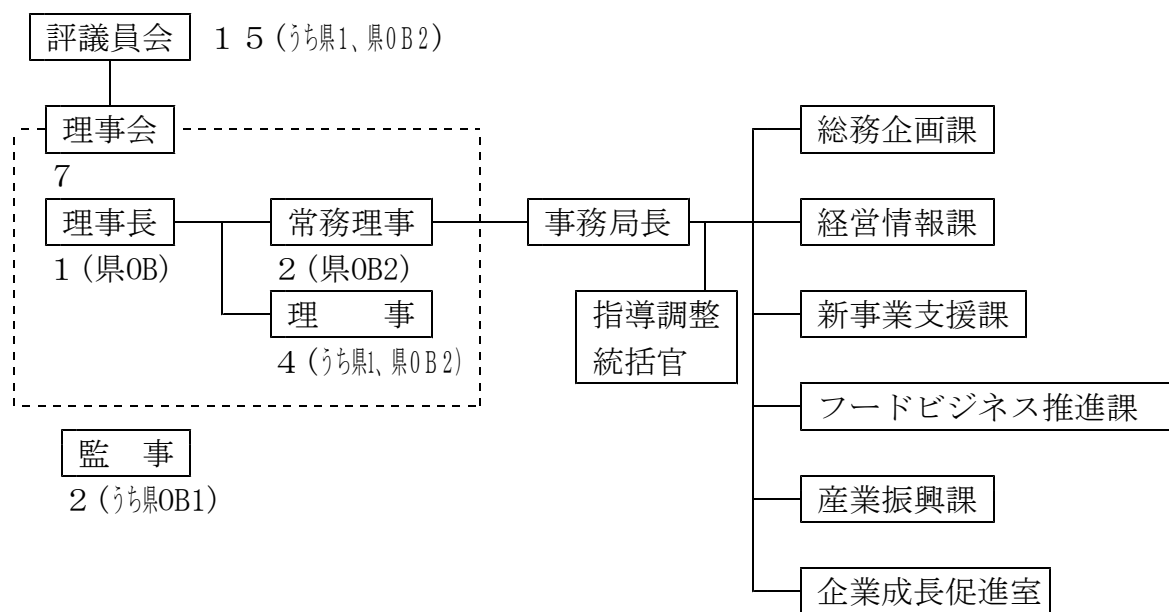 評議員会 15(うち県1、県OB2)
理事会
7
理事長
1(県OB)
常務理事
2(県OB2)
理　　事
4(うち県1、県OB2)
監　事
2(うち県OB1)
事務局長
指導調整
統括官
総務企画課
経営情報課
新事業支援課
フードビジネス推進課
産業振興課
企業成長促進室